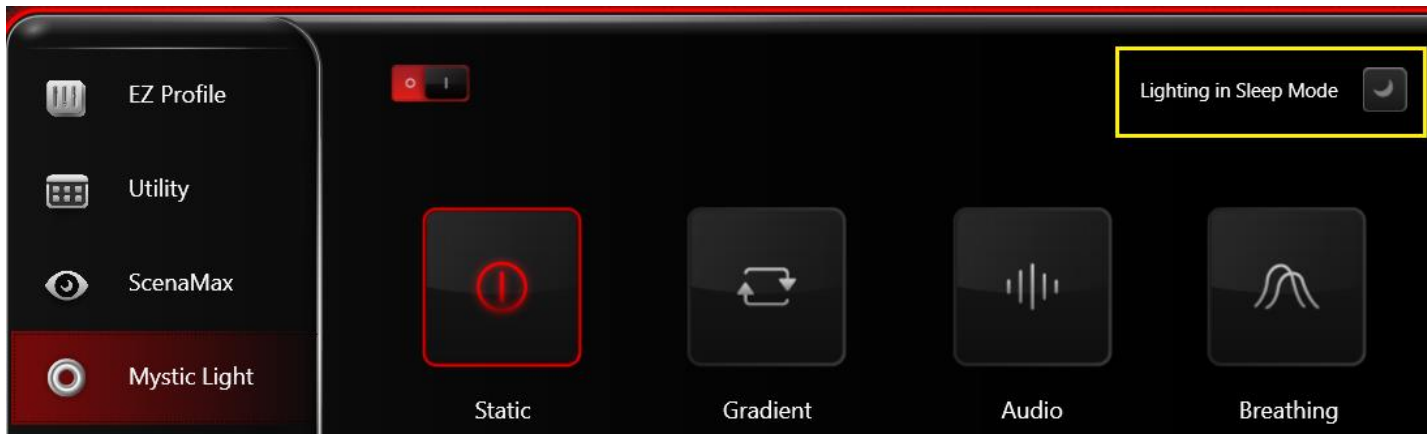 EZ Profile
Lighting in Sleep Mode
Utility
ScenaMax
Mystic Light
Static
Gradient
Audio
Breathing